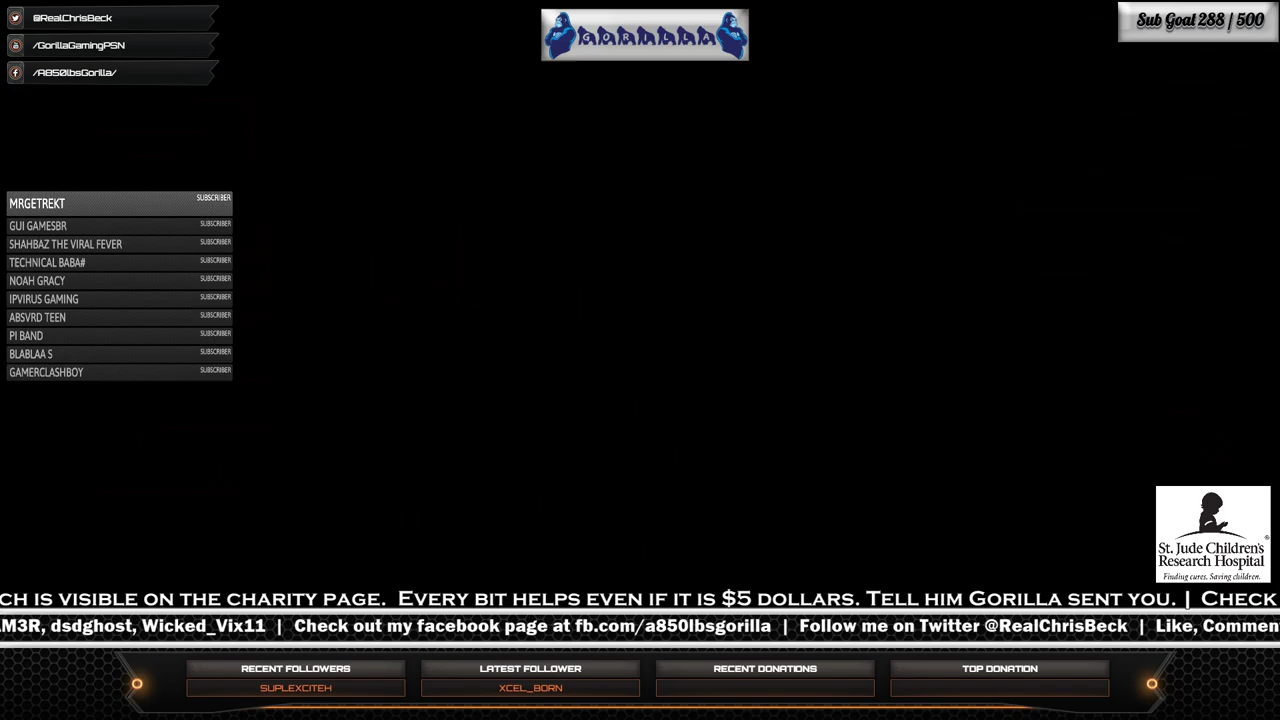 @RealChrisBeck
/GorillaGamingPSN
/A850lbsGorilla/
GORILLA
Sub Goal 288 / 500
MRGETREKT SUBSCRIBER
GUI GAMESBR SUBSCRIBER
SHAHBAZ THE VIRAL FEVER SUBSCRIBER
TECHNICAL BABA# SUBSCRIBER
NOAH GRACY SUBSCRIBER
IPVIRUS GAMING SUBSCRIBER
ABSVRD TEEN SUBSCRIBER
PI BAND SUBSCRIBER
BLABLAA S SUBSCRIBER
GAMERCLASHBOY SUBSCRIBER
St. Jude Children's
Research Hospital
Finding cures. Saving children.
CH IS VISIBLE ON THE CHARITY PAGE. EVERY BIT HELPS EVEN IF IT IS $5 DOLLARS. TELL HIM GORILLA SENT YOU. | CHECK
AM3R, dsdghost, Wicked_Vix11 | Check out my facebook page at fb.com/a850lbsgorilla | Follow me on Twitter @RealChrisBeck | Like, Commen
RECENT FOLLOWERS LATEST FOLLOWER RECENT DONATIONS TOP DONATION
SUPLEXCITEH XCEL_BORN